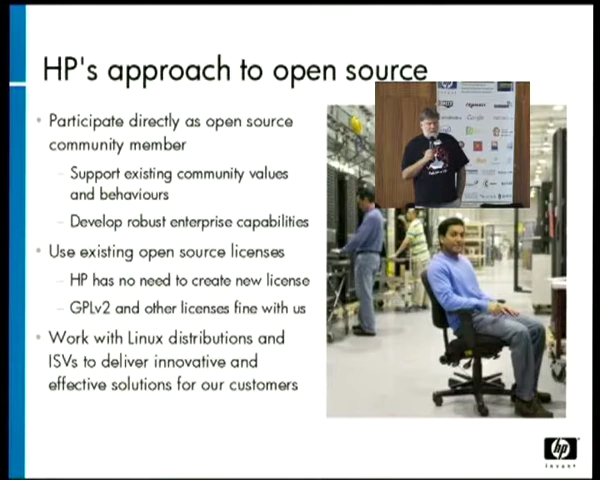 HP's approach to open source
• Participate directly as open source
community member
– Support existing community values
and behaviours
– Develop robust enterprise capabilities
• Use existing open source licenses
– HP has no need to create new license
– GPLv2 and other licenses fine with us
• Work with Linux distributions and
ISVs to deliver innovative and
effective solutions for our customers
Google
hp
invent